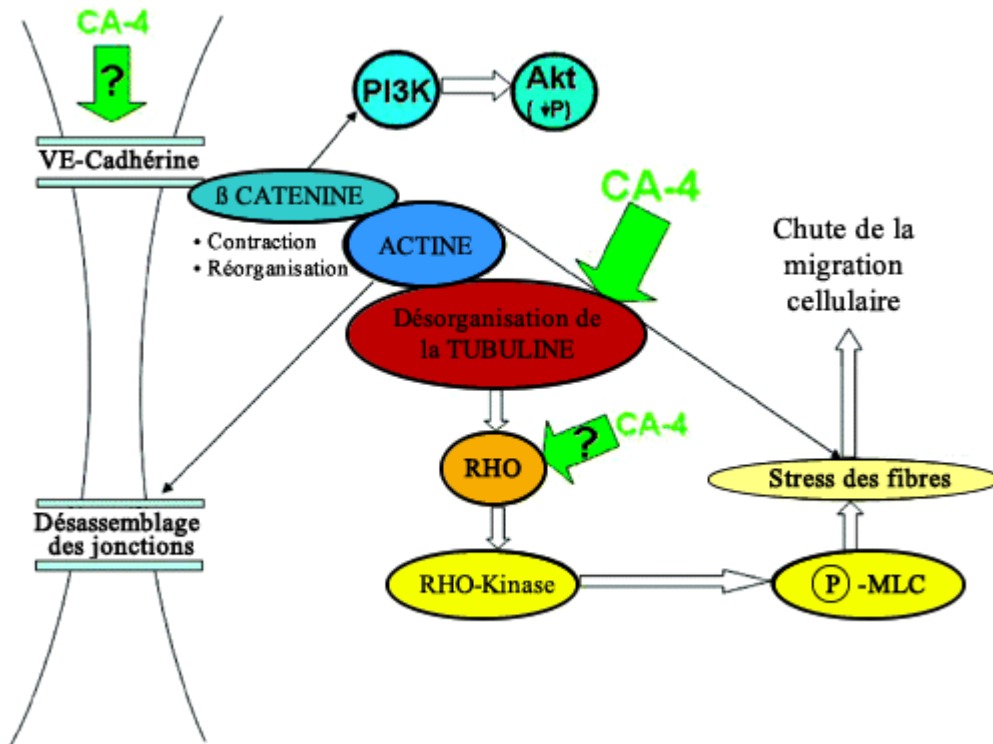 CA-4
?
VE-Cadhérine
PI3K
Akt
( ↓P)
ß CATENINE
• Contraction
• Réorganisation
ACTINE
CA-4
Désorganisation de
la TUBULINE
Chute de la
migration
cellulaire
RHO
?
CA-4
Stress des fibres
Désassemblage
des jonctions
RHO-Kinase
P -MLC